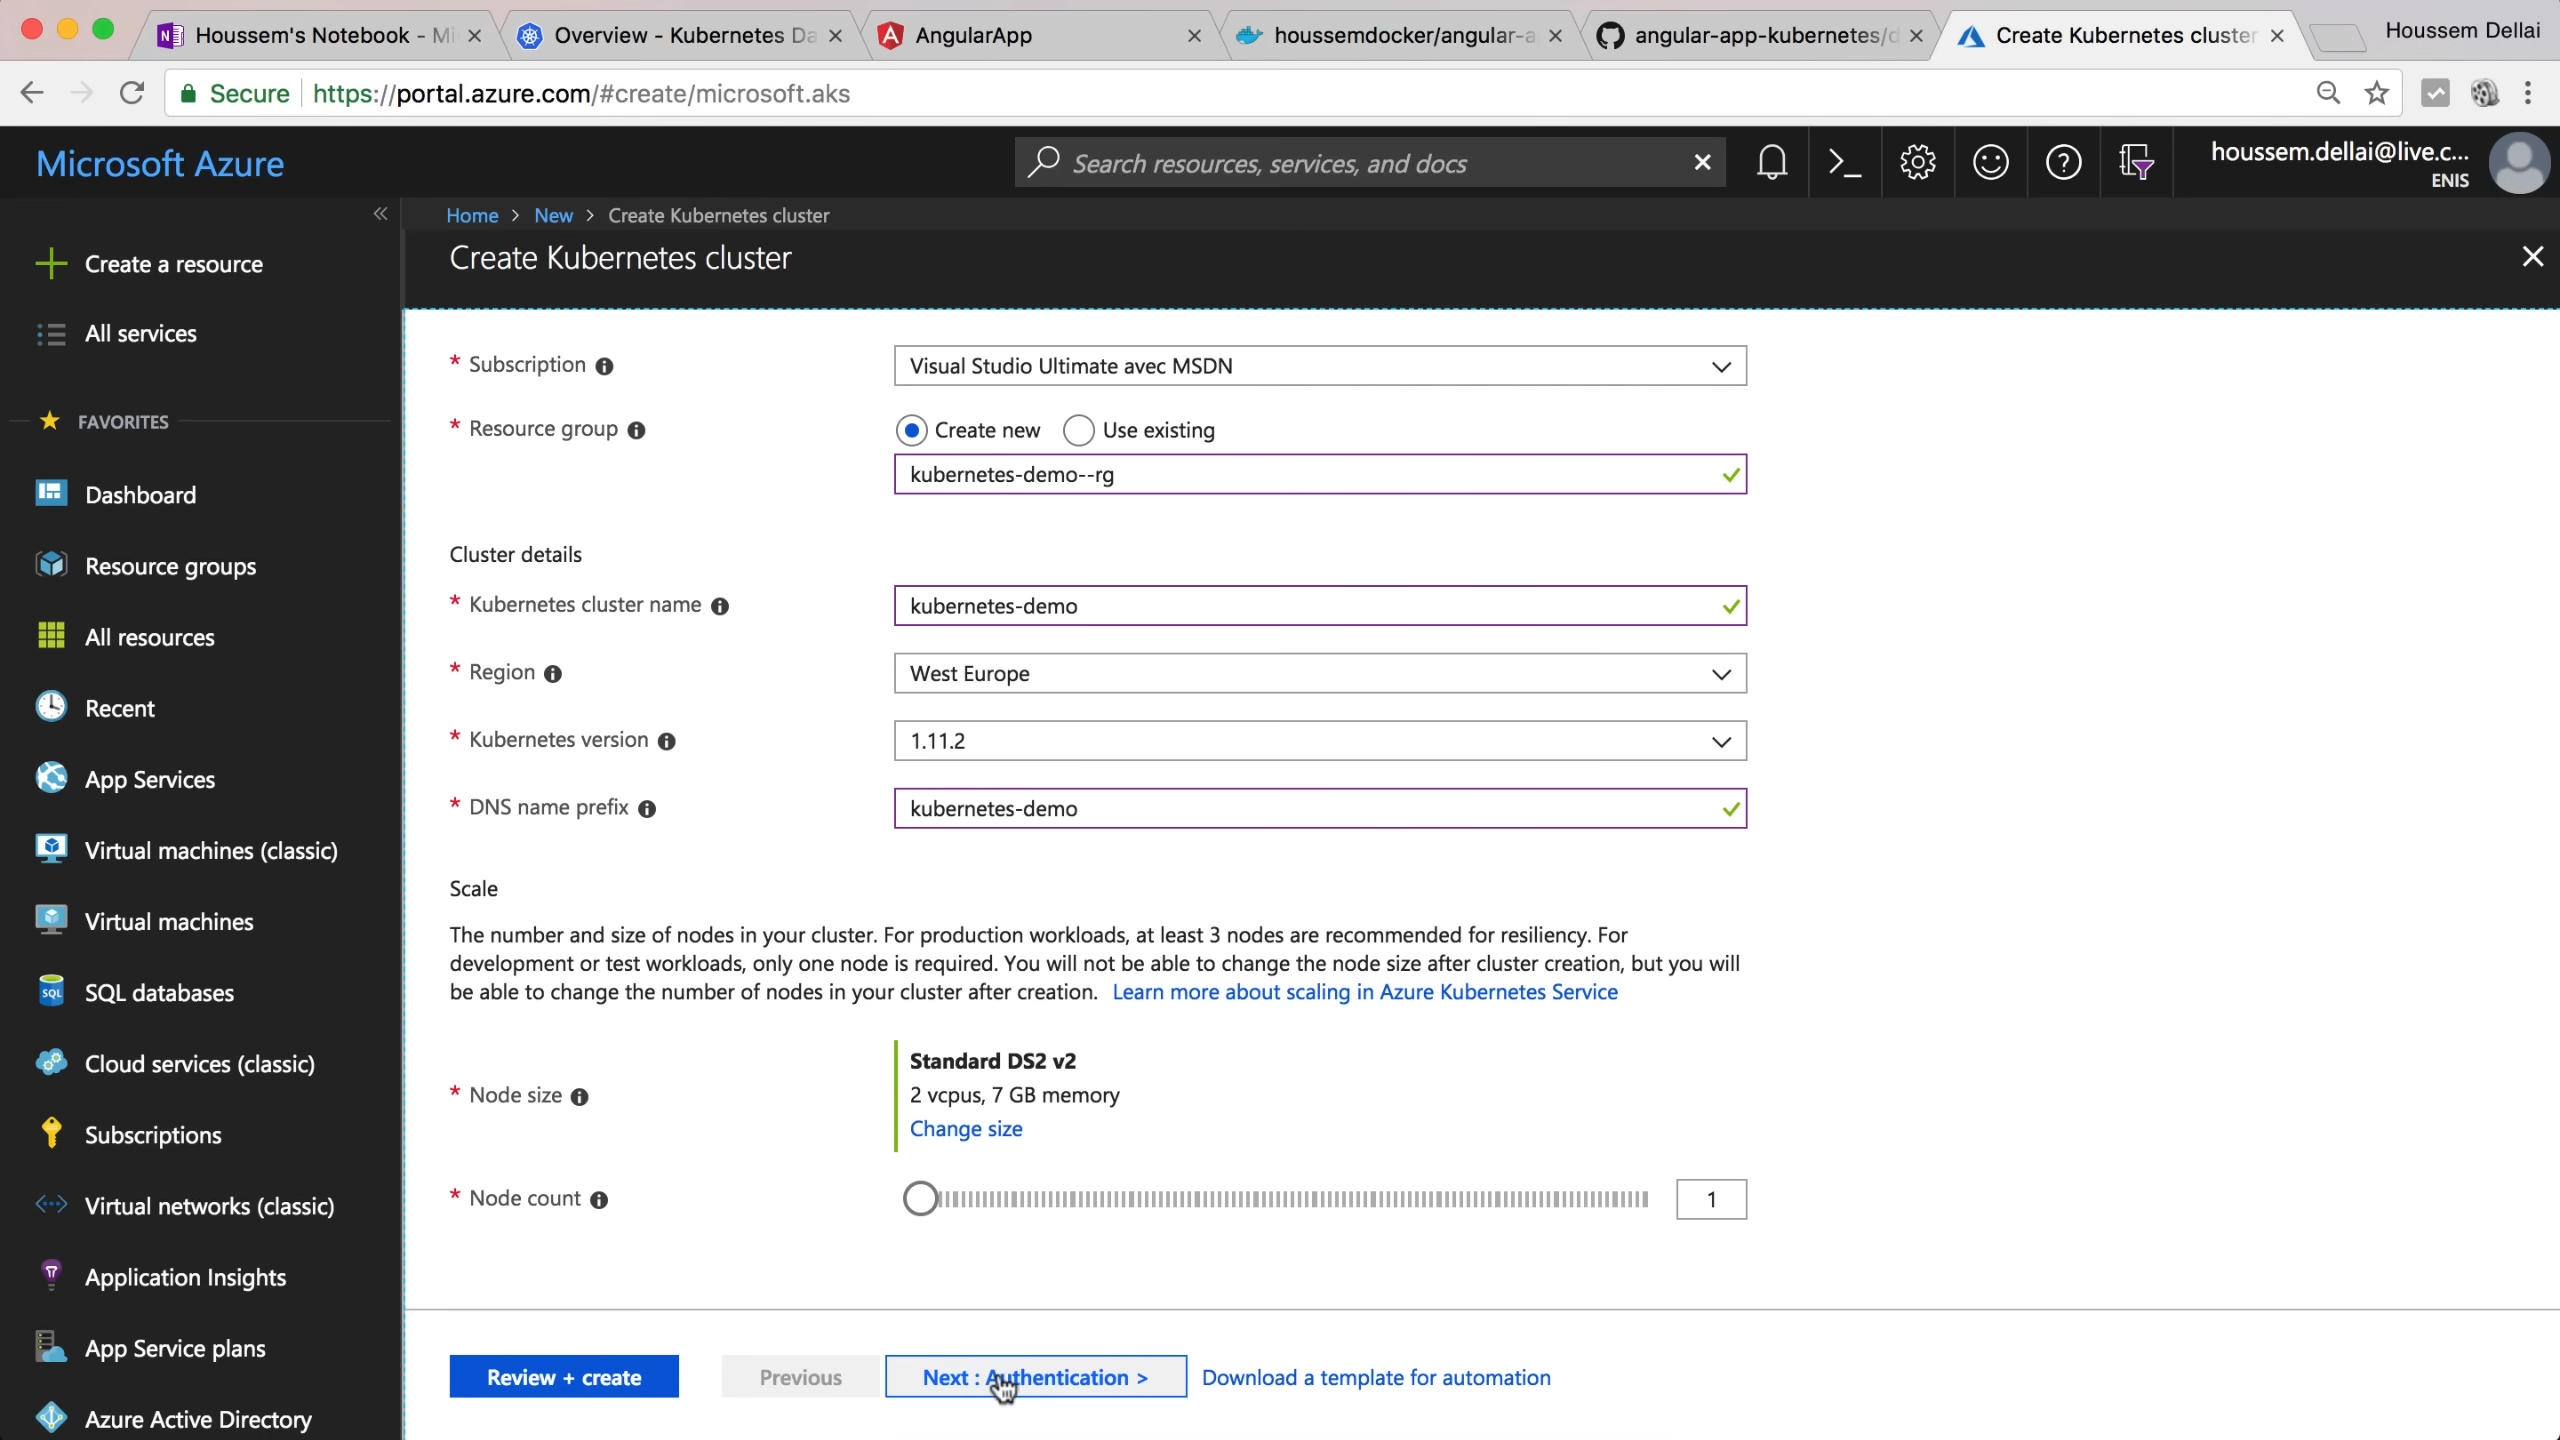 Houssem's Notebook - Mi
Overview - Kubernetes Da
AngularApp
houssemdocker/angular-a
angular-app-kubernetes/d
Create Kubernetes cluster
Houssem Dellai
Secure
https://portal.azure.com/#create/microsoft.aks
Microsoft Azure
Search resources, services, and docs
houssem.dellai@live.c...
ENIS
Home > New > Create Kubernetes cluster
Create Kubernetes cluster
Create a resource
All services
FAVORITES
Dashboard
Resource groups
All resources
Recent
App Services
Virtual machines (classic)
Virtual machines
SQL databases
Cloud services (classic)
Subscriptions
Virtual networks (classic)
Application Insights
App Service plans
Azure Active Directory
* Subscription
Visual Studio Ultimate avec MSDN
* Resource group
Create new
Use existing
kubernetes-demo--rg
Cluster details
* Kubernetes cluster name
kubernetes-demo
* Region
West Europe
* Kubernetes version
1.11.2
* DNS name prefix
kubernetes-demo
Scale
The number and size of nodes in your cluster. For production workloads, at least 3 nodes are recommended for resiliency. For
development or test workloads, only one node is required. You will not be able to change the node size after cluster creation, but you will
be able to change the number of nodes in your cluster after creation. Learn more about scaling in Azure Kubernetes Service
* Node size
Standard DS2 v2
2 vcpus, 7 GB memory
Change size
* Node count
1
Review + create
Previous
Next : Authentication >
Download a template for automation